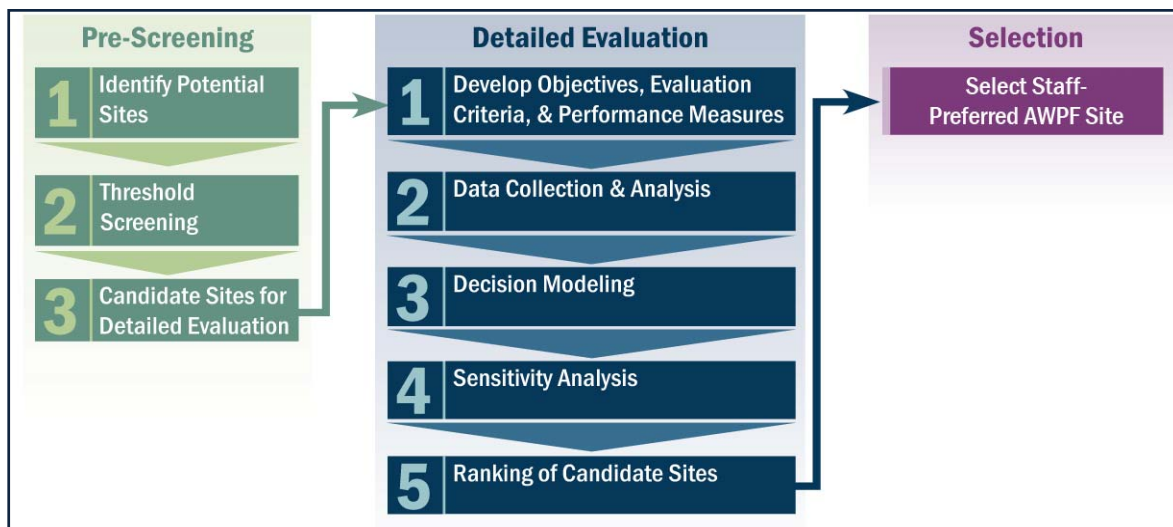 Pre-Screening
1
Identify Potential
Sites
2
Threshold
Screening
3
Candidate Sites for
Detailed Evaluation
Detailed Evaluation
1
Develop Objectives, Evaluation
Criteria, & Performance Measures
2
Data Collection & Analysis
3
Decision Modeling
4
Sensitivity Analysis
5
Ranking of Candidate Sites
Selection
Select Staff-
Preferred AWPF Site